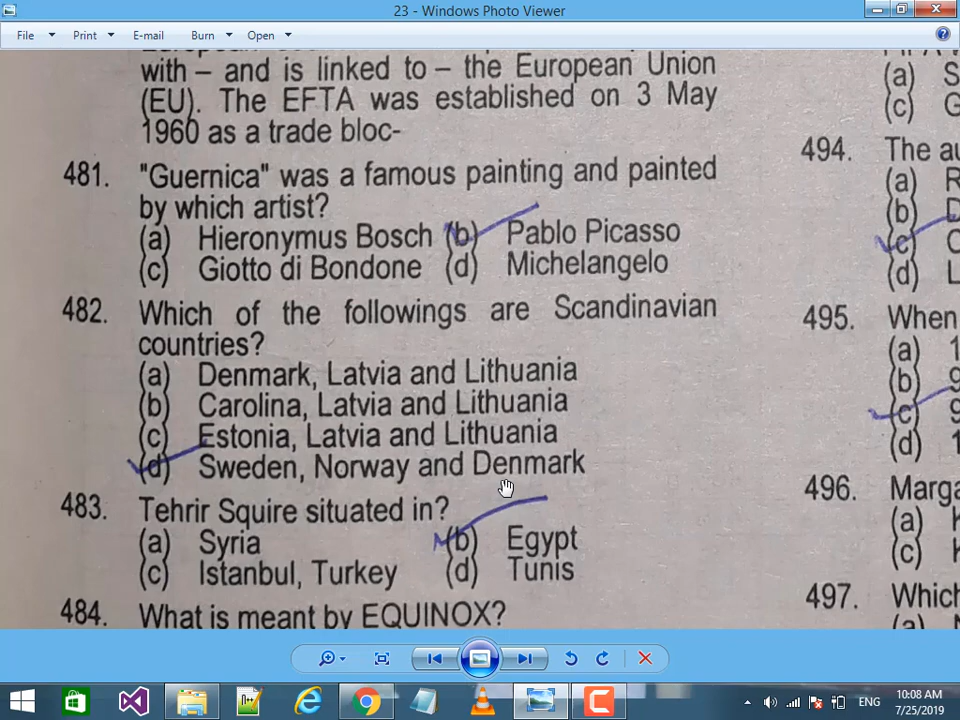 23 - Windows Photo Viewer
File Print Burn E-mail Open
with – and is linked to – the European Union
(EU). The EFTA was established on 3 May
1960 as a trade bloc-
481. "Guernica" was a famous painting and painted
by which artist?
(a) Hieronymus Bosch (b) Pablo Picasso
(c) Giotto di Bondone (d) Michelangelo
482. Which of the followings are Scandinavian
countries?
(a) Denmark, Latvia and Lithuania
(b) Carolina, Latvia and Lithuania
(c) Estonia, Latvia and Lithuania
(d) Sweden, Norway and Denmark
483. Tehrir Squire situated in?
(a) Syria (b) Egypt
(c) Istanbul, Turkey (d) Tunis
484. What is meant by EQUINOX?
(a) S
(c) G
494. The au
(a) R
(b)
(c)
(d) L
495. When
(a) 1
(b) 9
(c) 9
(d) 1
496. Marga
(a) K
(c)
497. Which
(a)
ENG
10:08 AM
7/25/2019